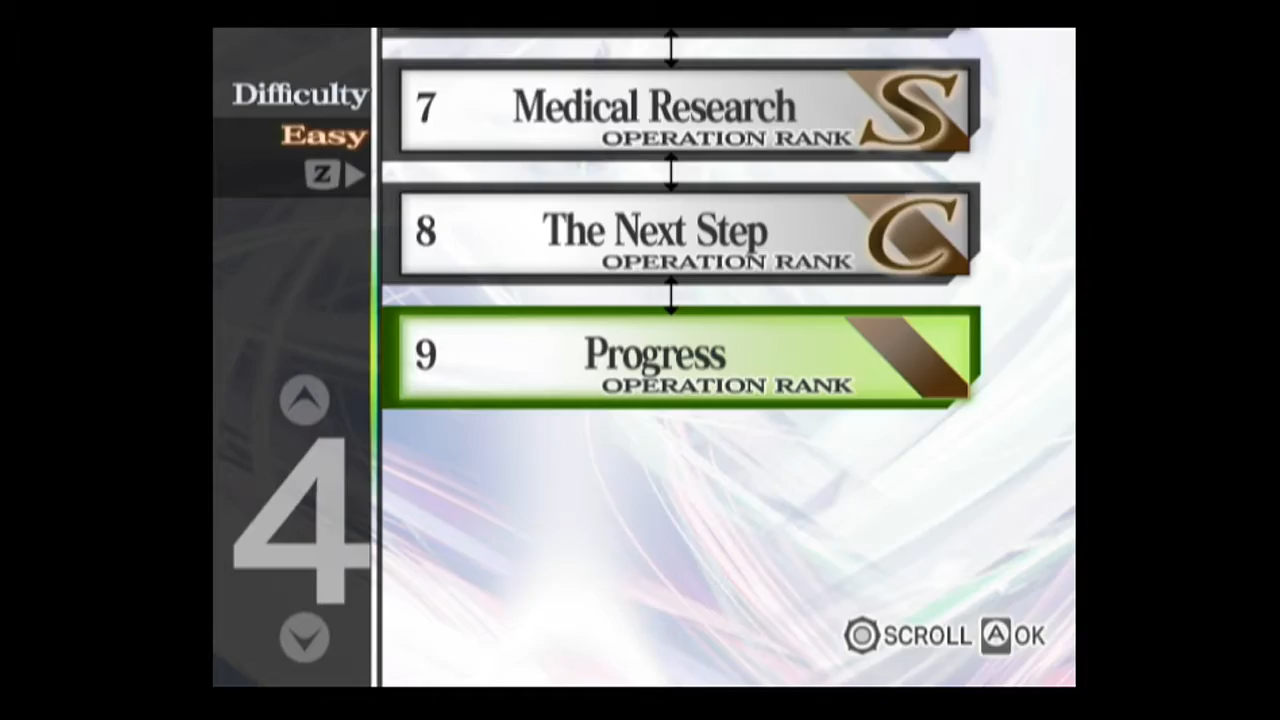 Difficulty
Easy
Z
4
7 Medical Research
OPERATION RANK S
8 The Next Step
OPERATION RANK C
9 Progress
OPERATION RANK
SCROLL A OK